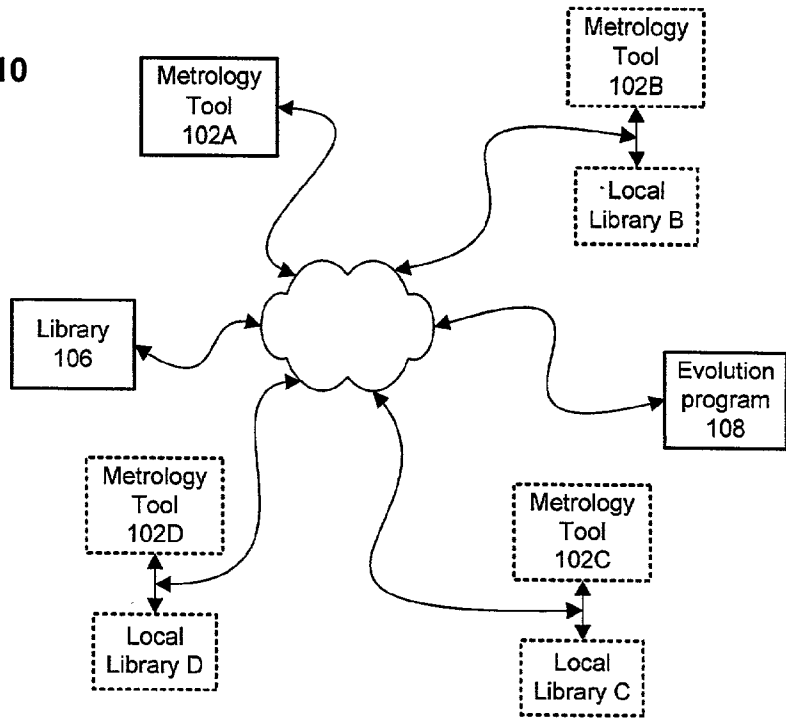 10
Metrology
Tool
102A
Metrology
Tool
102B
Local
Library B
Library
106
Evolution
program
108
Metrology
Tool
102D
Local
Library D
Metrology
Tool
102C
Local
Library C